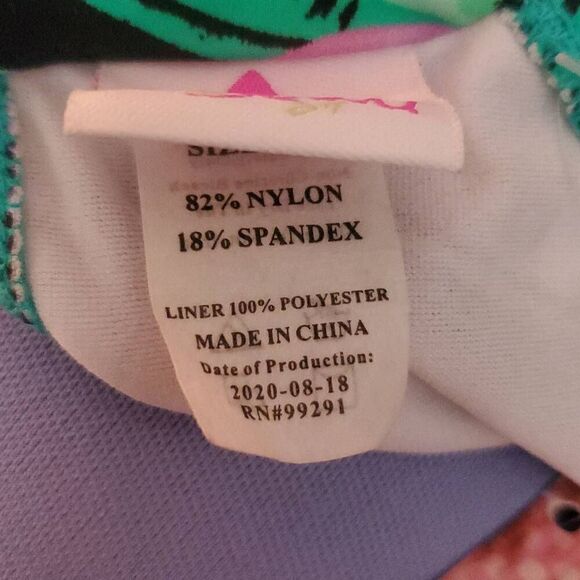 82% NYLON
18% SPANDEX
LINER 100% POLYESTER
MADE IN CHINA
Date of Production:
2020-08-18
RN#99291